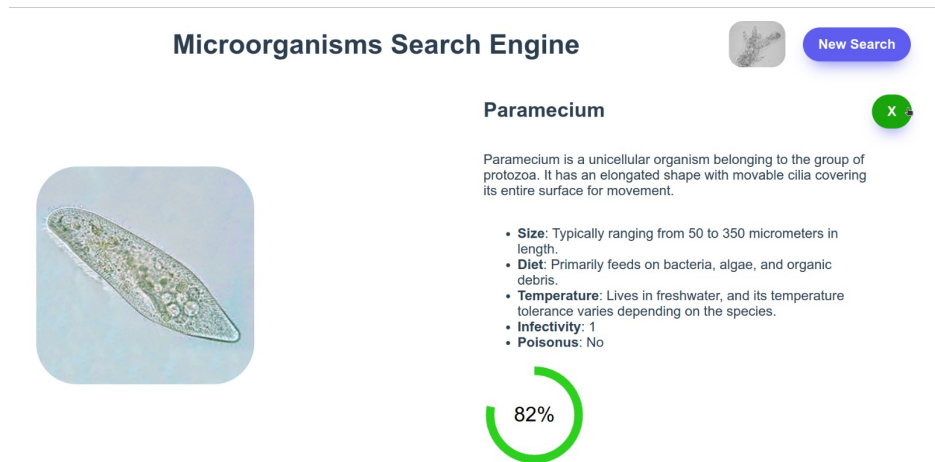 Microorganisms Search Engine
New Search
Paramecium
X
Paramecium is a unicellular organism belonging to the group of
protozoa. It has an elongated shape with movable cilia covering
its entire surface for movement.
• Size: Typically ranging from 50 to 350 micrometers in
length.
• Diet: Primarily feeds on bacteria, algae, and organic
debris.
• Temperature: Lives in freshwater, and its temperature
tolerance varies depending on the species.
• Infectivity: 1
• Poisonus: No
82%